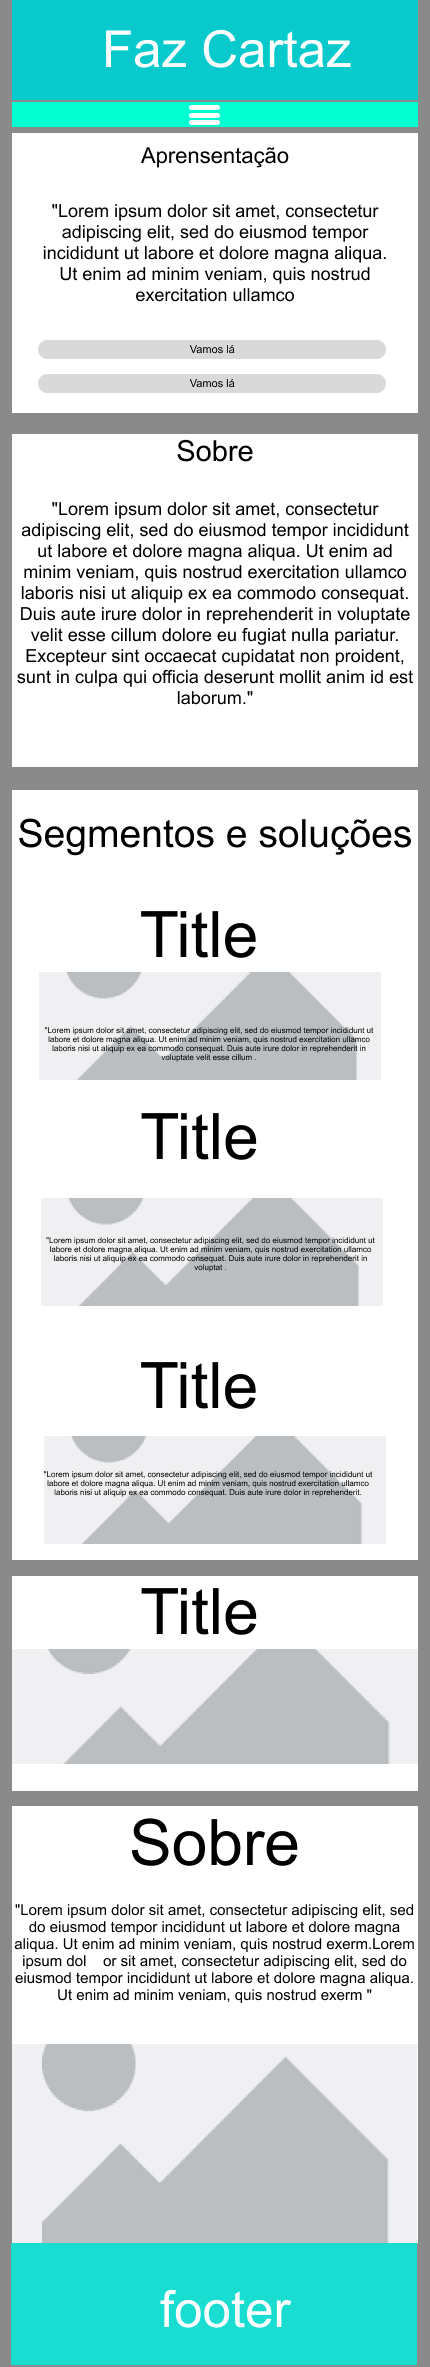 Faz Cartaz
Aprensentação
"Lorem ipsum dolor sit amet, consectetur
adipiscing elit, sed do eiusmod tempor
incididunt ut labore et dolore magna aliqua.
Ut enim ad minim veniam, quis nostrud
exercitation ullamco
Vamos lá
Vamos lá
Sobre
"Lorem ipsum dolor sit amet, consectetur
adipiscing elit, sed do eiusmod tempor incididunt
ut labore et dolore magna aliqua. Ut enim ad
minim veniam, quis nostrud exercitation ullamco
laboris nisi ut aliquip ex ea commodo consequat.
Duis aute irure dolor in reprehenderit in voluptate
velit esse cillum dolore eu fugiat nulla pariatur.
Excepteur sint occaecat cupidatat non proident,
sunt in culpa qui officia deserunt mollit anim id est
laborum."
Segmentos e soluções
Title
"Lorem ipsum dolor sit amet, consectetur adipiscing elit, sed do eiusmod tempor incididunt ut
labore et dolore magna aliqua. Ut enim ad minim veniam, quis nostrud exercitation ullamco
laboris nisi ut aliquip ex ea commodo consequat. Duis aute irure dolor in reprehenderit in
voluptate velit esse cillum .
Title
"Lorem ipsum dolor sit amet, consectetur adipiscing elit, sed do eiusmod tempor incididunt ut
labore et dolore magna aliqua. Ut enim ad minim veniam, quis nostrud exercitation ullamco
laboris nisi ut aliquip ex ea commodo consequat. Duis aute irure dolor in reprehenderit in
voluptat .
Title
"Lorem ipsum dolor sit amet, consectetur adipiscing elit, sed do eiusmod tempor incididunt ut
labore et dolore magna aliqua. Ut enim ad minim veniam, quis nostrud exercitation ullamco
laboris nisi ut aliquip ex ea commodo consequat. Duis aute irure dolor in reprehenderit.
Title
Sobre
"Lorem ipsum dolor sit amet, consectetur adipiscing elit, sed
do eiusmod tempor incididunt ut labore et dolore magna
aliqua. Ut enim ad minim veniam, quis nostrud exerm.Lorem
ipsum dol or sit amet, consectetur adipiscing elit, sed do
eiusmod tempor incididunt ut labore et dolore magna aliqua.
Ut enim ad minim veniam, quis nostrud exerm "
footer